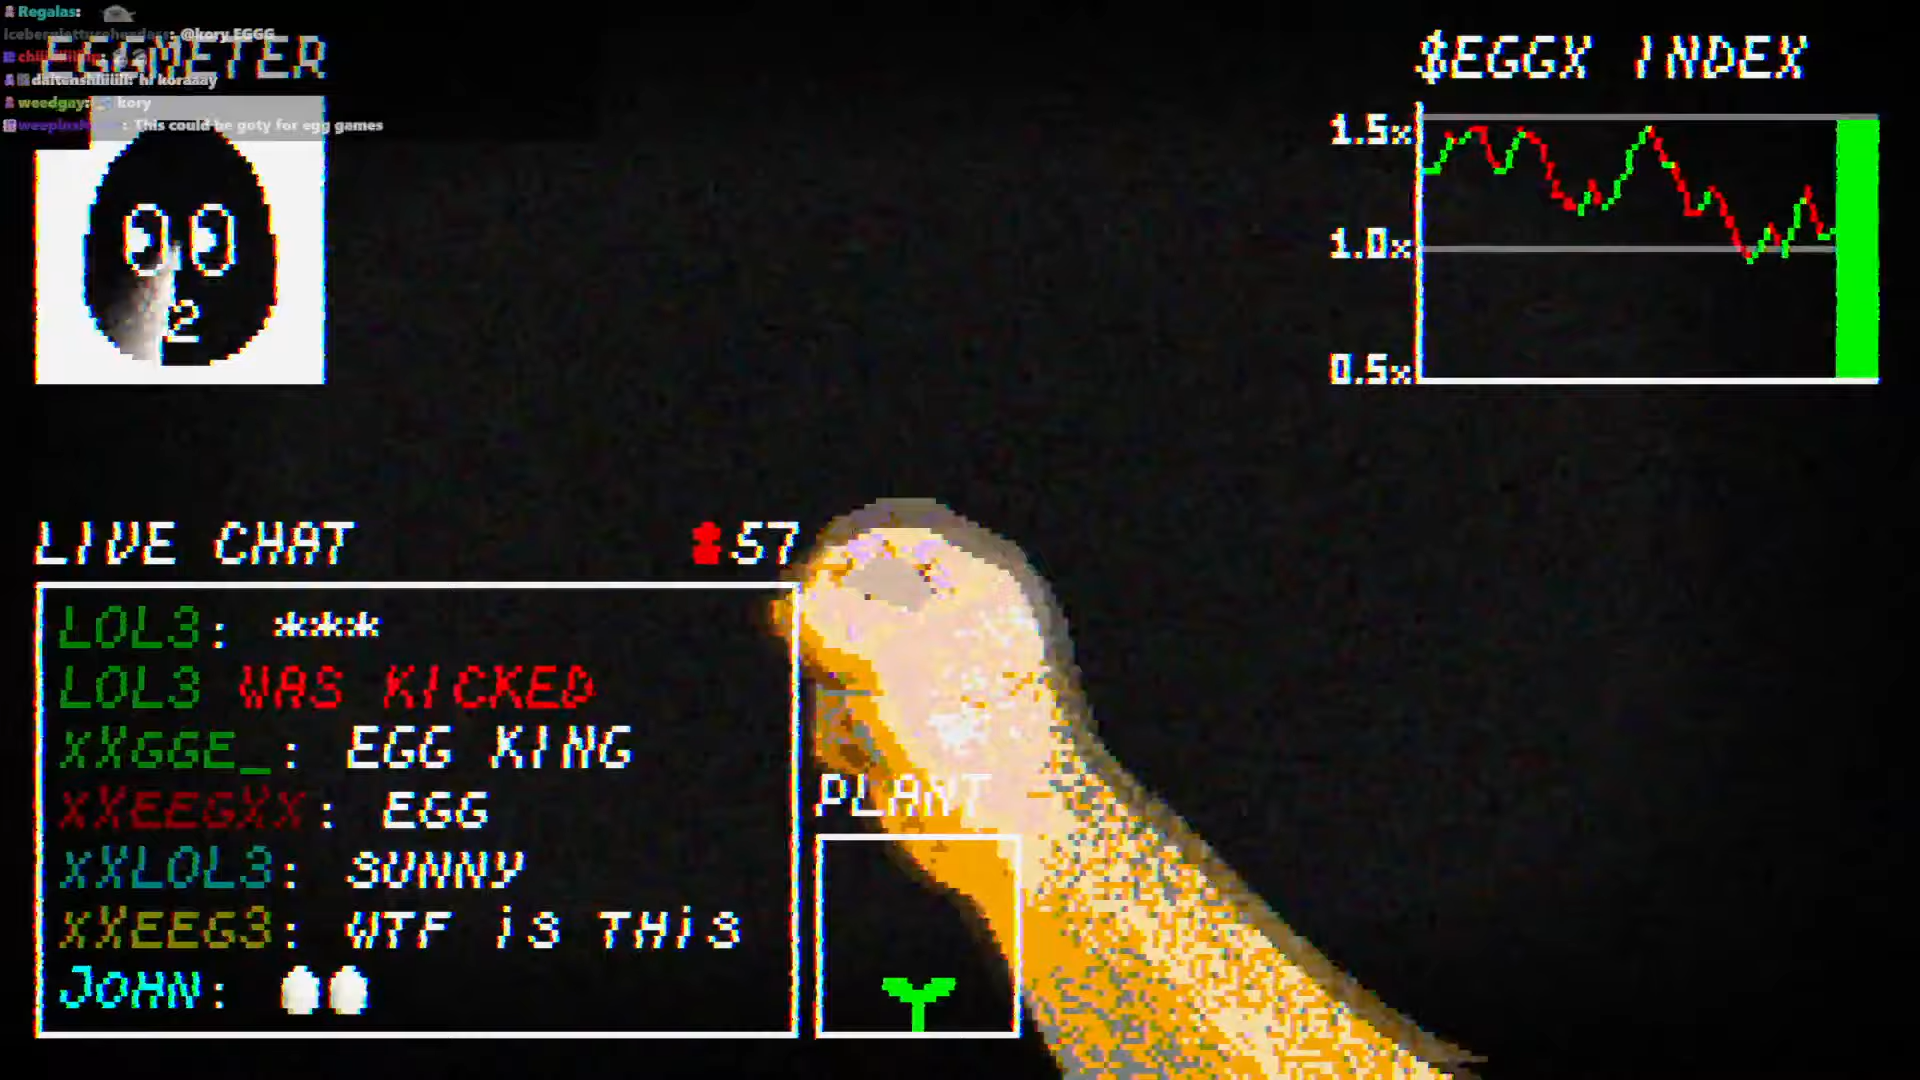 Regalas:
@kory EGGG
daltenshiiiiii: hi koraaay
weedgay: kory
: This could be goty for egg games
EGGMETER
2
$EGGX INDEX
1.5x
1.0x
0.5x
LIVE CHAT
57
LOL3: ***
LOL3 WAS KICKED
XXGGE_: EGG KING
XXEEGXX: EGG
XXLOL3: SUNNY
XXEEG3: WTF iS THiS
JOHN:
PLANT